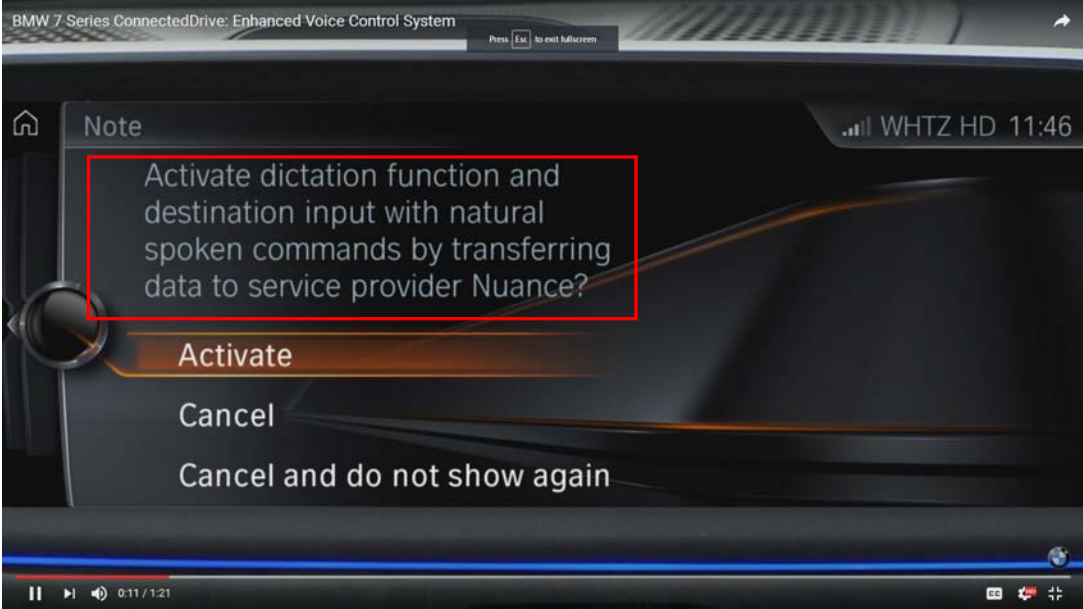 BMW 7 Series ConnectedDrive: Enhanced Voice Control System
Press Esc to exit fullscreen
Note
WHTZ HD 11:46
Activate dictation function and
destination input with natural
spoken commands by transferring
data to service provider Nuance?
Activate
Cancel
Cancel and do not show again
0:11 / 1:21
CC
HD